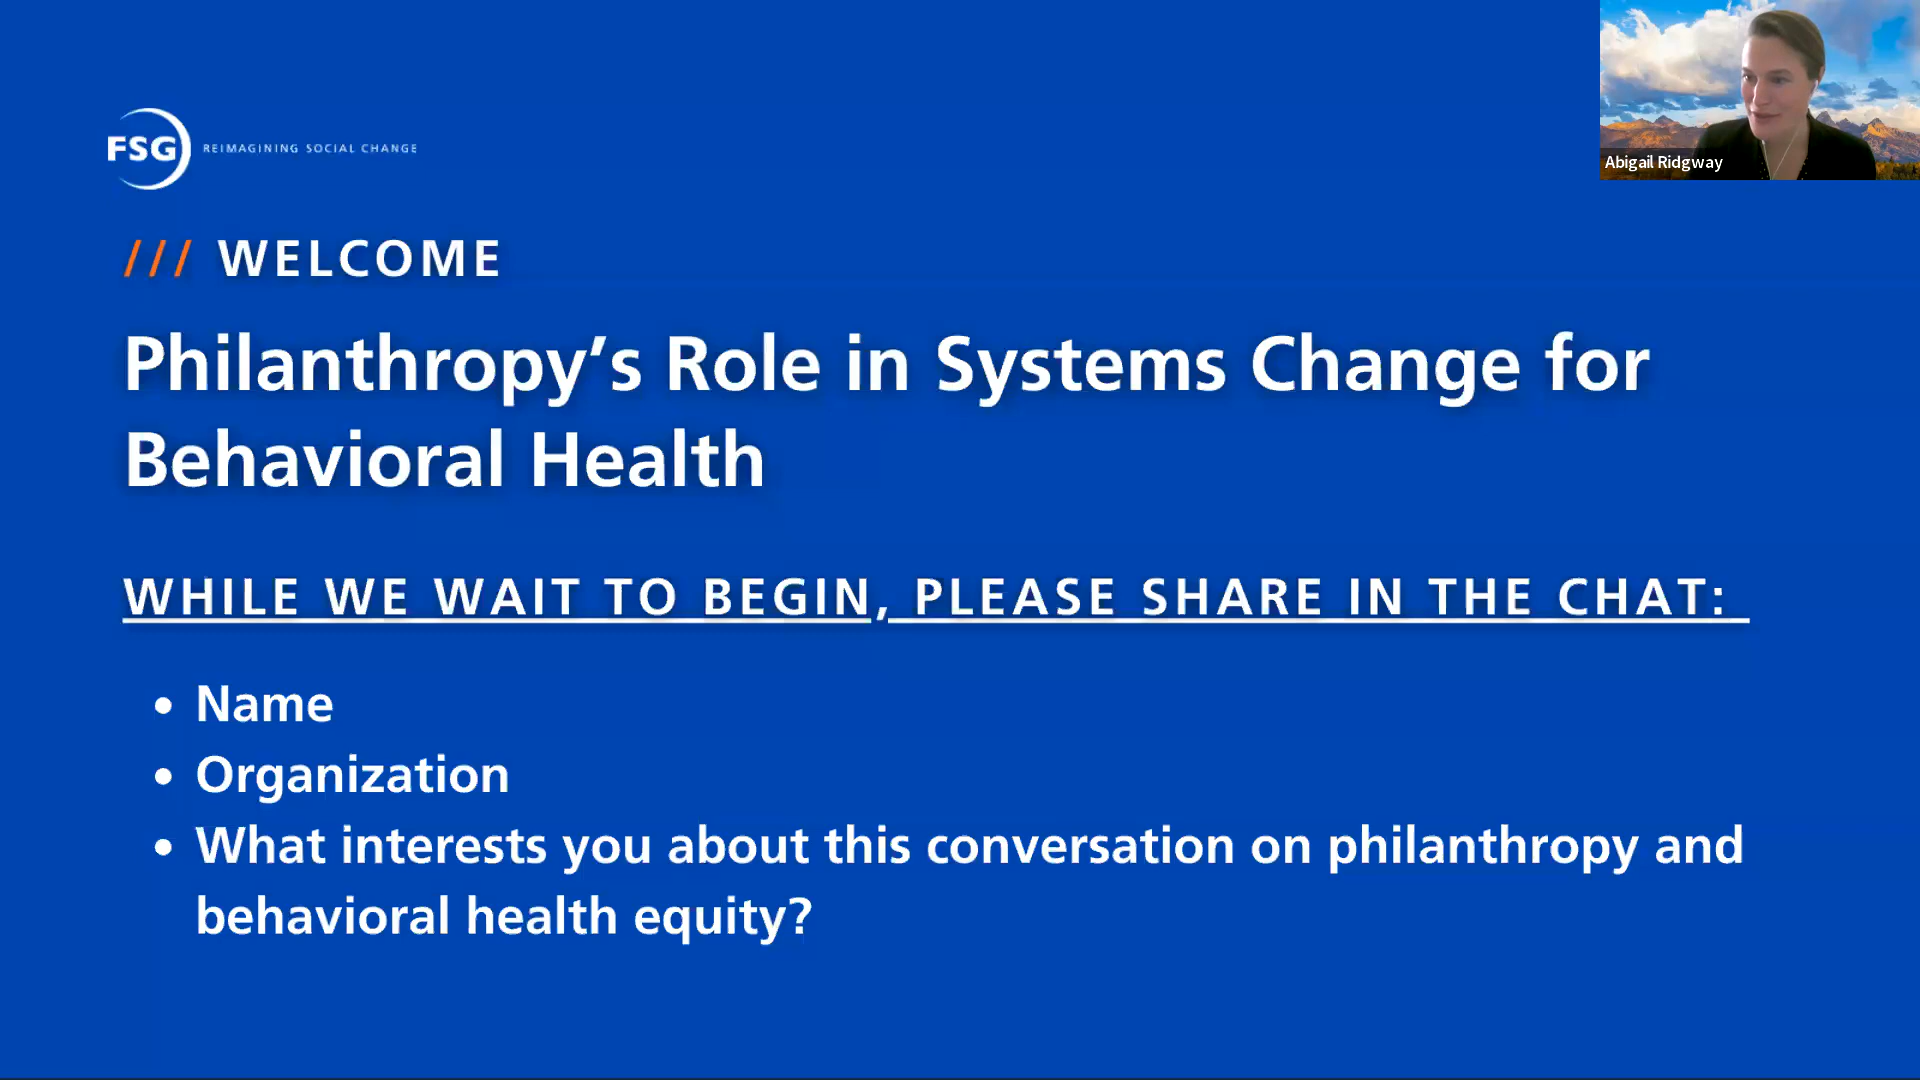 Abigail Ridgway
FSG REIMAGINING SOCIAL CHANGE
/// WELCOME
Philanthropy’s Role in Systems Change for
Behavioral Health
WHILE WE WAIT TO BEGIN, PLEASE SHARE IN THE CHAT:
• Name
• Organization
• What interests you about this conversation on philanthropy and
behavioral health equity?